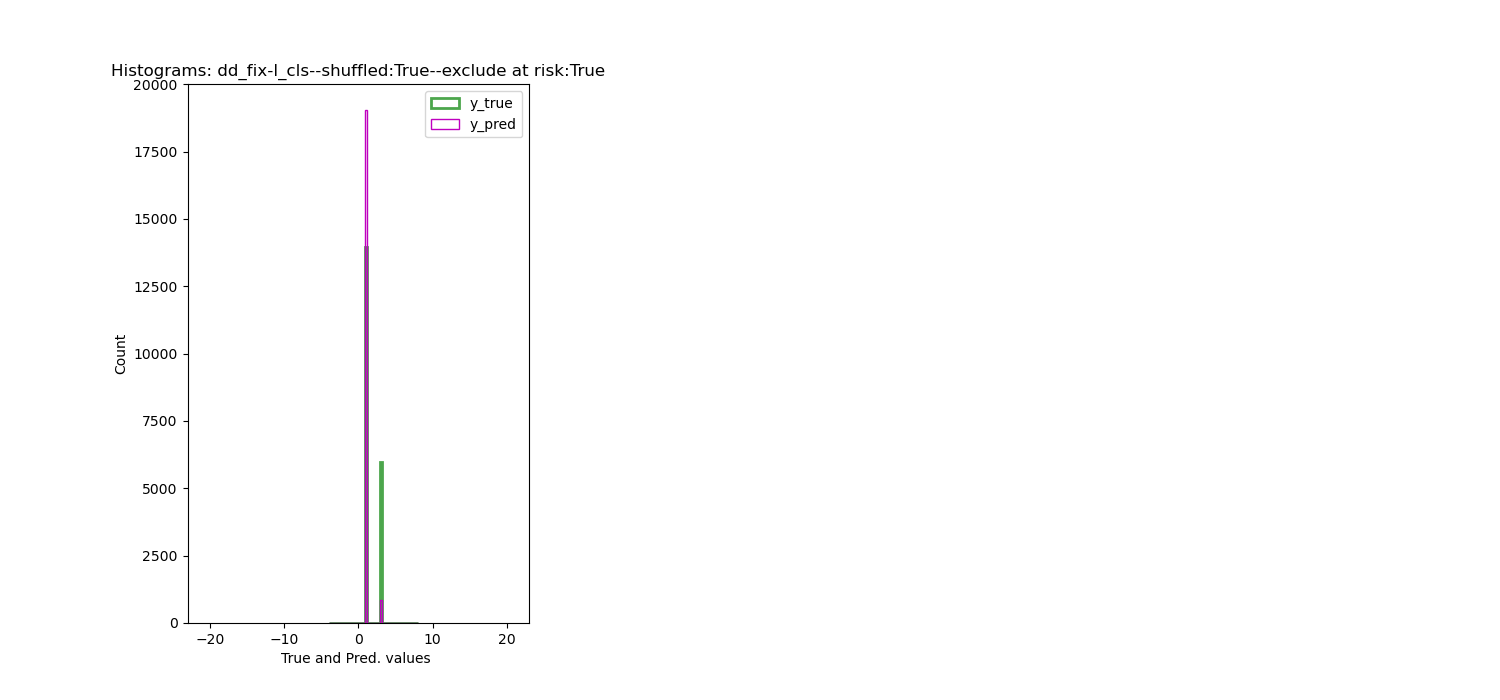 Histograms: dd_fix-l_cls--shuffled:True--exclude at risk:True
y_true
y_pred
Count
20000
17500
15000
12500
10000
7500
5000
2500
0
−20 −10 0 10 20
True and Pred. values